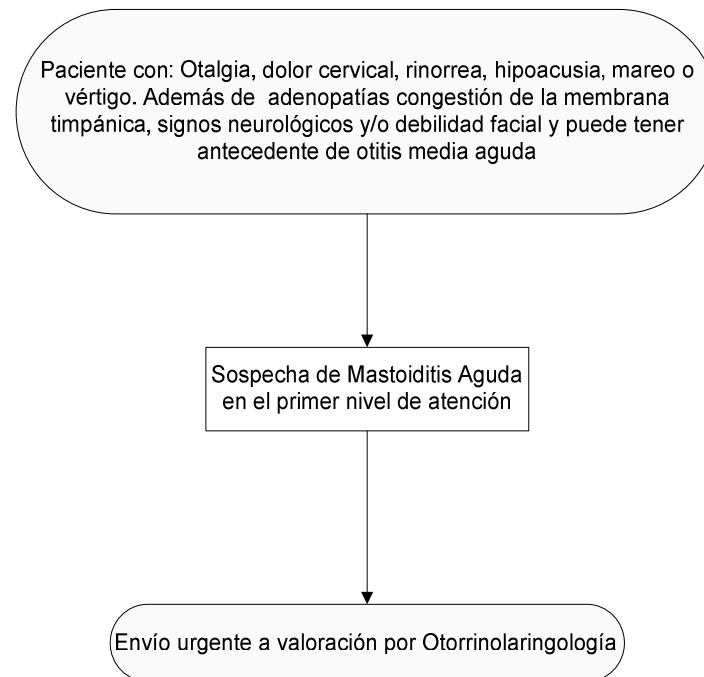 Paciente con: Otalgia, dolor cervical, rinorrea, hipoacusia, mareo o
vértigo. Además de  adenopatías congestión de la membrana
timpánica, signos neurológicos y/o debilidad facial y puede tener
antecedente de otitis media aguda
Sospecha de Mastoiditis Aguda
en el primer nivel de atención
Envío urgente a valoración por Otorrinolaringología